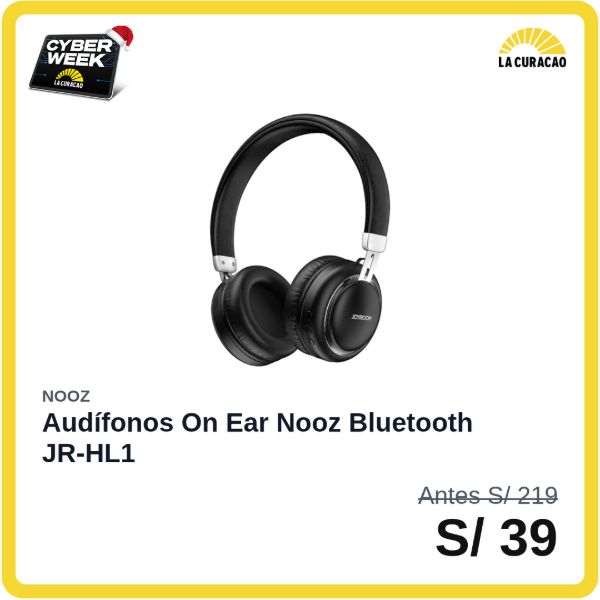 CYBER
WEEK
LA CURACAO
LA CURACAO
JOYROOM
NOOZ
Audífonos On Ear Nooz Bluetooth
JR-HL1
Antes S/ 219
S/ 39